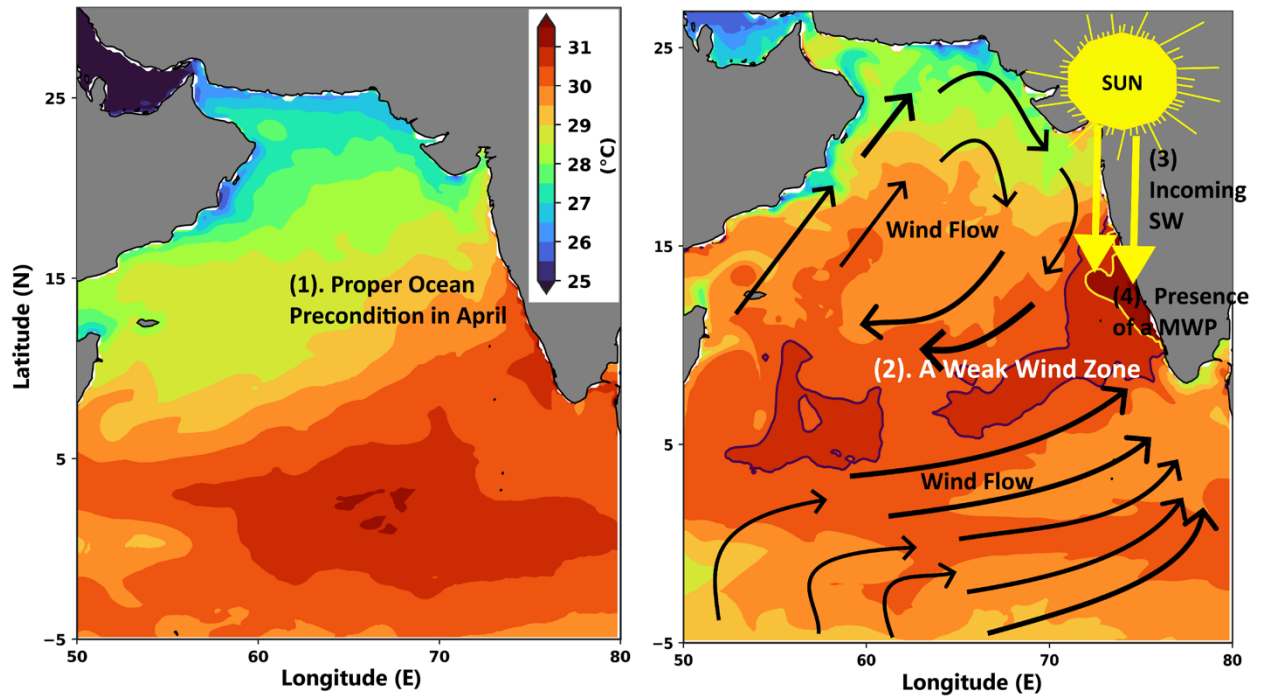 31
30
29
28
27
26
25
(°C)
25
15
5
−5
50
60
70
80
Latitude (N)
Longitude (E)
(1). Proper Ocean
Precondition in April
25
15
5
−5
50
60
70
80
Longitude (E)
SUN
(3)
Incoming
SW
Wind Flow
(4). Presence
of a MWP
(2). A Weak Wind Zone
Wind Flow